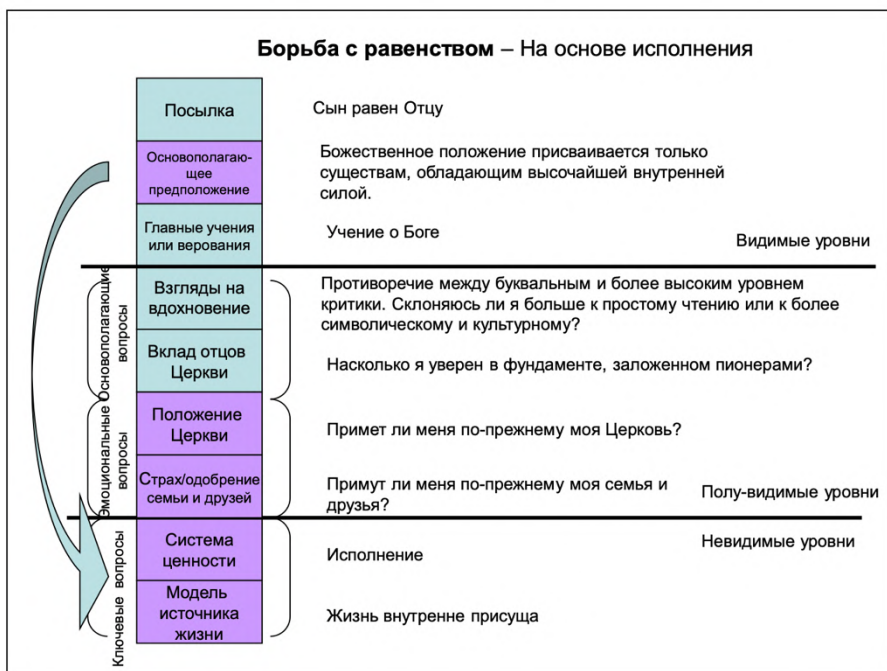 Борьба с равенством – На основе исполнения
Посылка
Сын равен Отцу
Основополагаю-
щее
предположение
Божественное положение присваивается только
существам, обладающим высочайшей внутренней
силой.
Главные учения
или верования
Учение о Боге
Видимые уровни
Основополагающие
вопросы
Взгляды на
вдохновение
Противоречие между буквальным и более высоким уровнем
критики. Склоняюсь ли я больше к простому чтению или к более
символическому и культурному?
Вклад отцов
Церкви
Насколько я уверен в фундаменте, заложенном пионерами?
Эмоциональные
вопросы
Положение
Церкви
Примет ли меня по-прежнему моя Церковь?
Страх/одобрение
семьи и друзей
Примут ли меня по-прежнему моя семья и
друзья?
Полу-видимые уровни
Невидимые уровни
Ключевые вопросы
Система
ценности
Исполнение
Модель
источника
жизни
Жизнь внутренне присуща